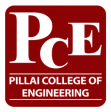 PCE
PILLAI COLLEGE OF
ENGINEERING